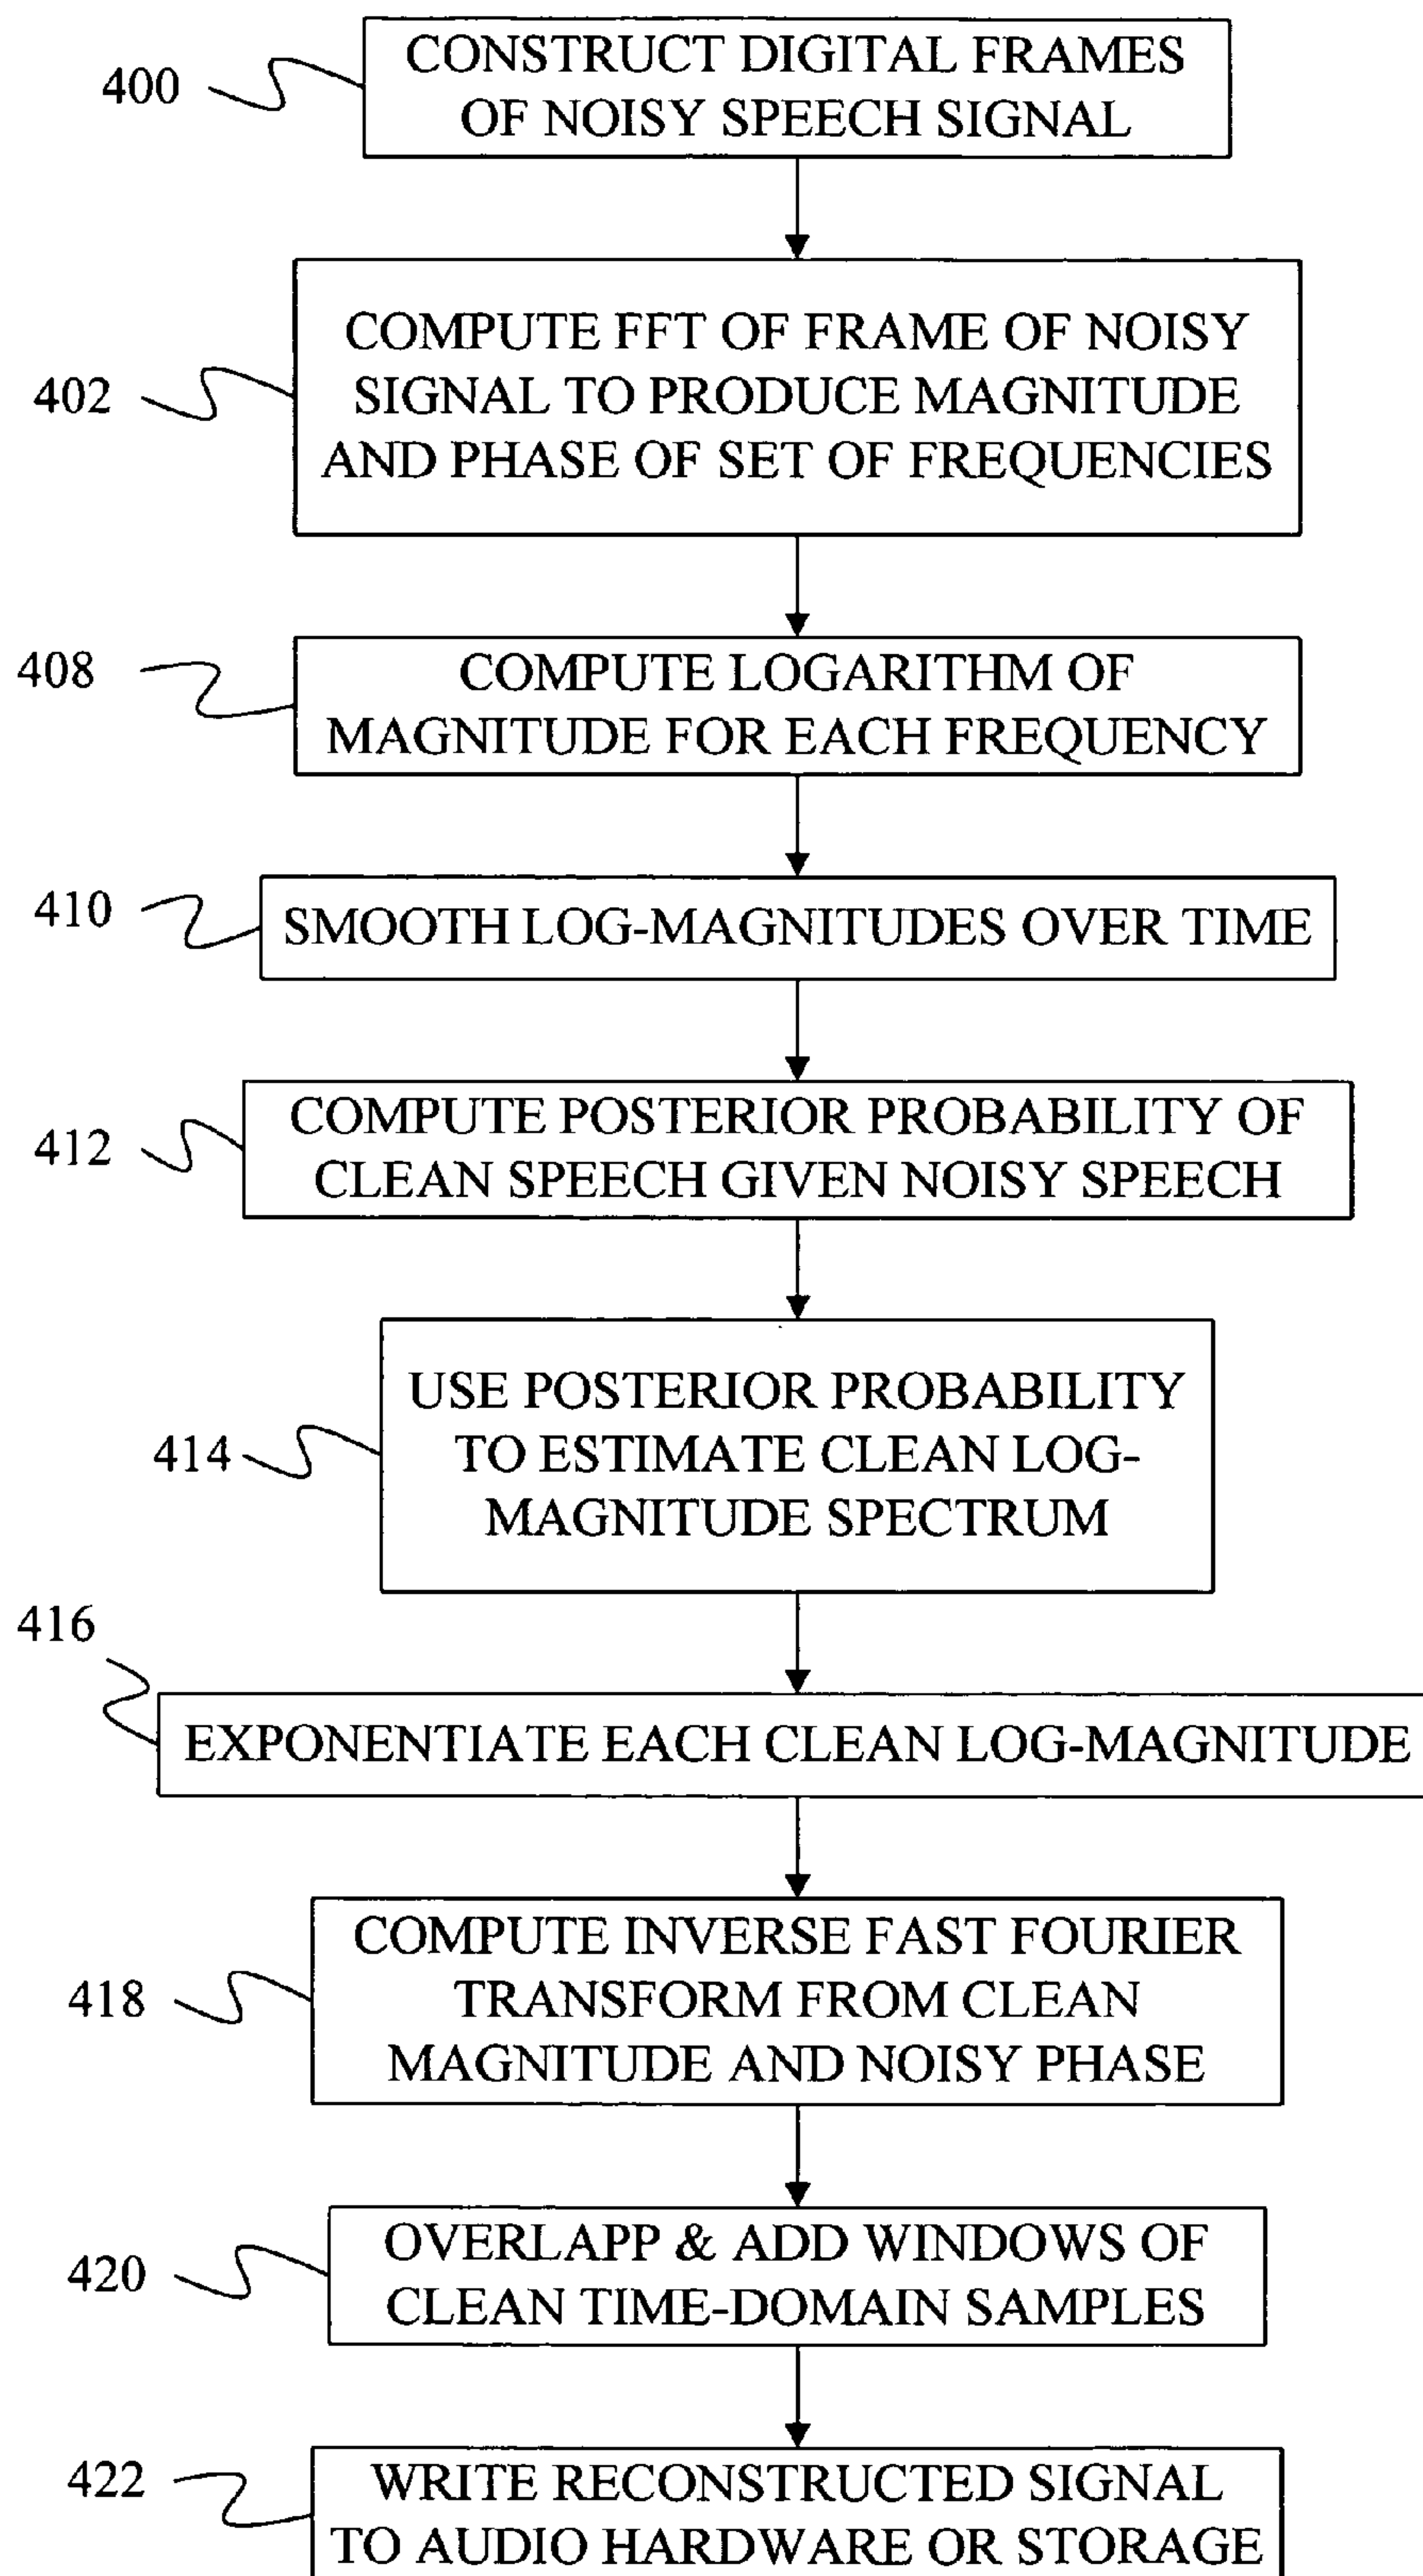 400
CONSTRUCT DIGITAL FRAMES
OF NOISY SPEECH SIGNAL
402
COMPUTE FFT OF FRAME OF NOISY
SIGNAL TO PRODUCE MAGNITUDE
AND PHASE OF SET OF FREQUENCIES
408
COMPUTE LOGARITHM OF
MAGNITUDE FOR EACH FREQUENCY
410
SMOOTH LOG-MAGNITUDES OVER TIME
412
COMPUTE POSTERIOR PROBABILITY OF
CLEAN SPEECH GIVEN NOISY SPEECH
414
USE POSTERIOR PROBABILITY
TO ESTIMATE CLEAN LOG-
MAGNITUDE SPECTRUM
416
EXPONENTIATE EACH CLEAN LOG-MAGNITUDE
418
COMPUTE INVERSE FAST FOURIER
TRANSFORM FROM CLEAN
MAGNITUDE AND NOISY PHASE
420
OVERLAPP & ADD WINDOWS OF
CLEAN TIME-DOMAIN SAMPLES
422
WRITE RECONSTRUCTED SIGNAL
TO AUDIO HARDWARE OR STORAGE